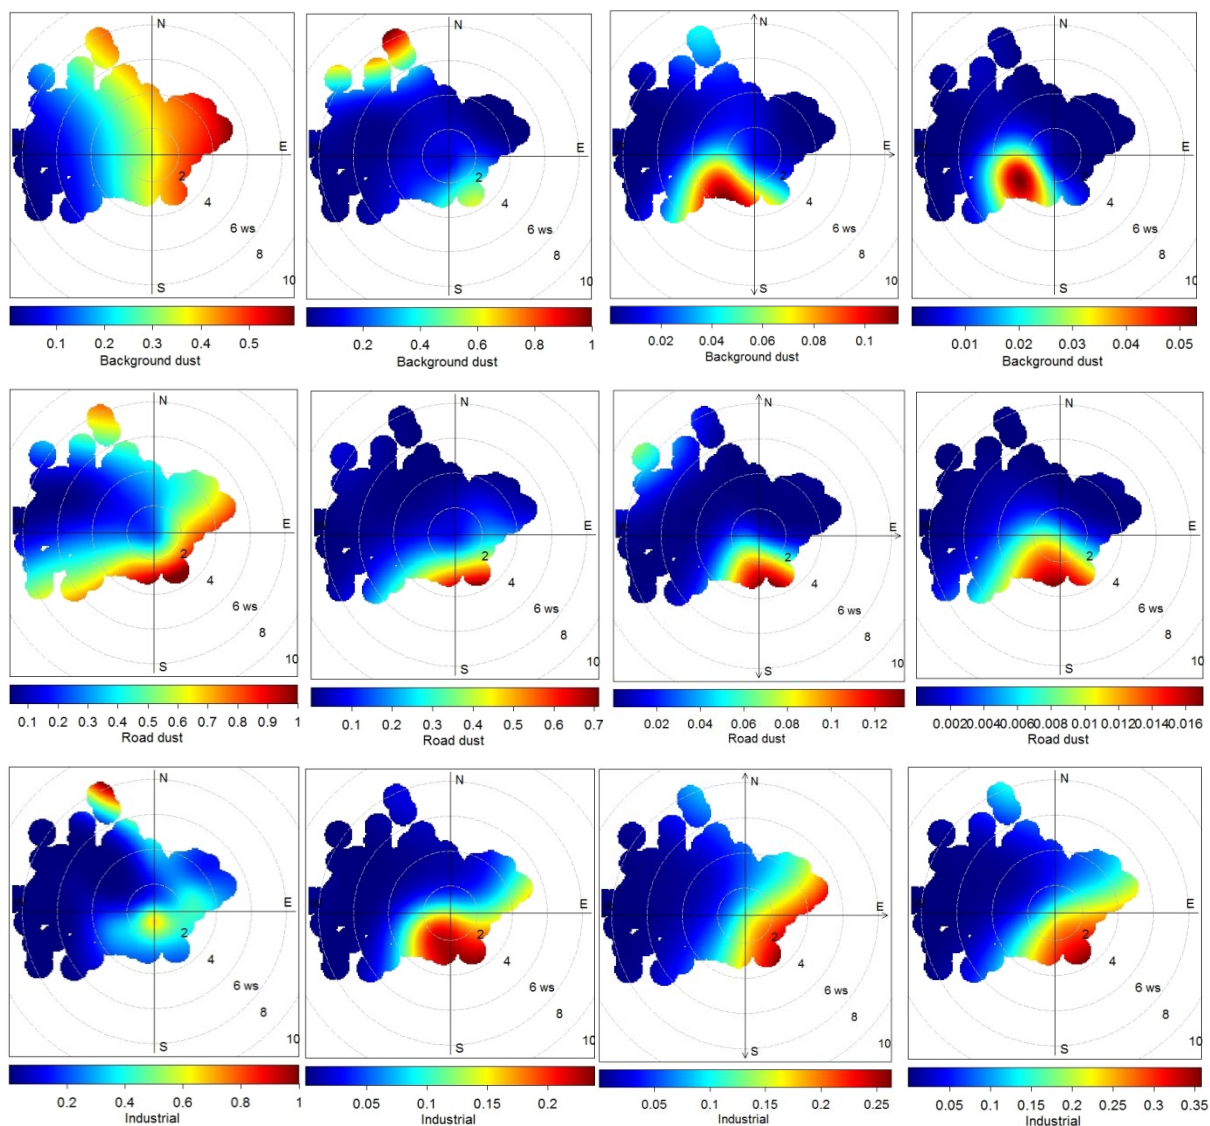 N
E
2
4
6 ws
8
10
S
0.1 0.2 0.3 0.4 0.5
Background dust
N
E
2
4
6 ws
8
10
S
0.2 0.4 0.6 0.8 1
Background dust
N
E
2
4
6 ws
8
10
S
0.02 0.04 0.06 0.08 0.1
Background dust
N
E
2
4
6 ws
8
10
S
0.01 0.02 0.03 0.04 0.05
Background dust
N
E
2
4
6 ws
8
10
S
0.1 0.2 0.3 0.4 0.5 0.6 0.7 0.8 0.9 1
Road dust
N
E
2
4
6 ws
8
10
S
0.1 0.2 0.3 0.4 0.5 0.6 0.7
Road dust
N
E
2
4
6 ws
8
10
S
0.02 0.04 0.06 0.08 0.1 0.12
Road dust
N
E
2
4
6 ws
8
10
S
0.002 0.004 0.006 0.008 0.01 0.012 0.014 0.016
Road dust
N
E
2
4
6 ws
8
10
S
0.2 0.4 0.6 0.8 1
Industrial
N
E
2
4
6 ws
8
10
S
0.05 0.1 0.15 0.2
Industrial
N
E
2
4
6 ws
8
10
S
0.05 0.1 0.15 0.2 0.25
Industrial
N
E
2
4
6 ws
8
10
S
0.05 0.1 0.15 0.2 0.25 0.3 0.35
Industrial